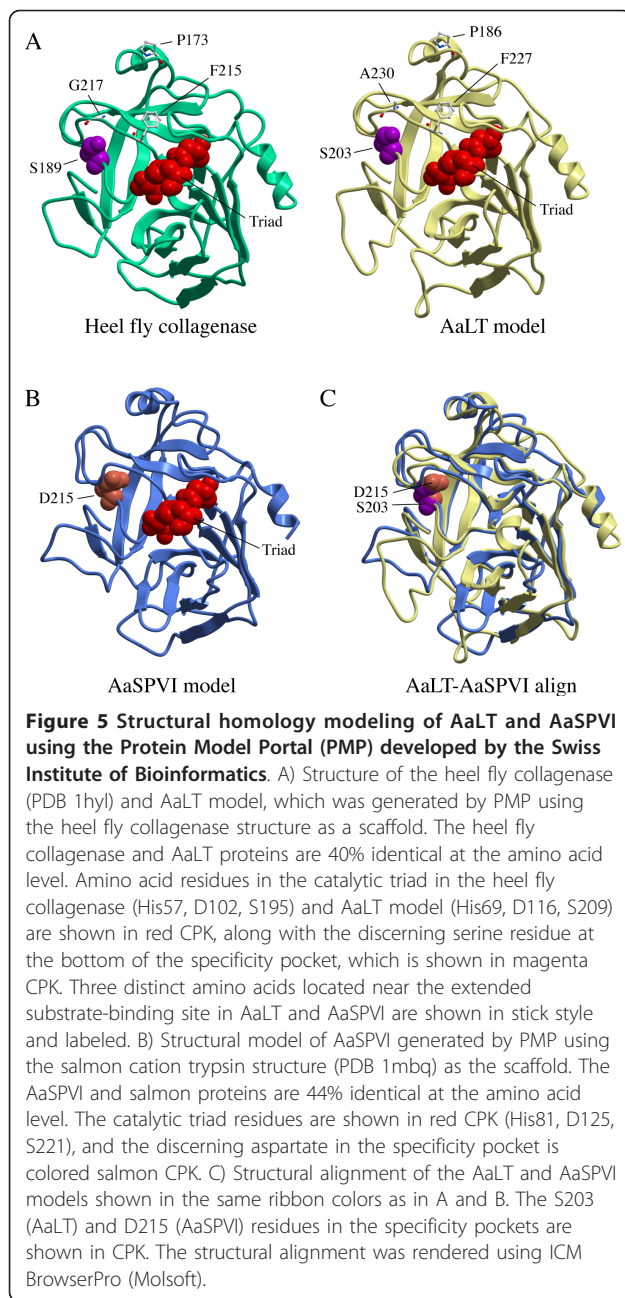 A
P173
G217
F215
S189
Triad
Heel fly collagenase
P186
A230
F227
S203
Triad
AaLT model
B
D215
Triad
AaSPVI model
C
D215
S203
AaLT-AaSPVI align
Figure 5 Structural homology modeling of AaLT and AaSPVI
using the Protein Model Portal (PMP) developed by the Swiss
Institute of Bioinformatics. A) Structure of the heel fly collagenase
(PDB 1hyl) and AaLT model, which was generated by PMP using
the heel fly collagenase structure as a scaffold. The heel fly
collagenase and AaLT proteins are 40% identical at the amino acid
level. Amino acid residues in the catalytic triad in the heel fly
collagenase (His57, D102, S195) and AaLT model (His69, D116, S209)
are shown in red CPK, along with the discerning serine residue at
the bottom of the specificity pocket, which is shown in magenta
CPK. Three distinct amino acids located near the extended
substrate-binding site in AaLT and AaSPVI are shown in stick style
and labeled. B) Structural model of AaSPVI generated by PMP using
the salmon cation trypsin structure (PDB 1mbq) as the scaffold. The
AaSPVI and salmon proteins are 44% identical at the amino acid
level. The catalytic triad residues are shown in red CPK (His81, D125,
S221), and the discerning aspartate in the specificity pocket is
colored salmon CPK. C) Structural alignment of the AaLT and AaSPVI
models shown in the same ribbon colors as in A and B. The S203
(AaLT) and D215 (AaSPVI) residues in the specificity pockets are
shown in CPK. The structural alignment was rendered using ICM
BrowserPro (Molsoft).